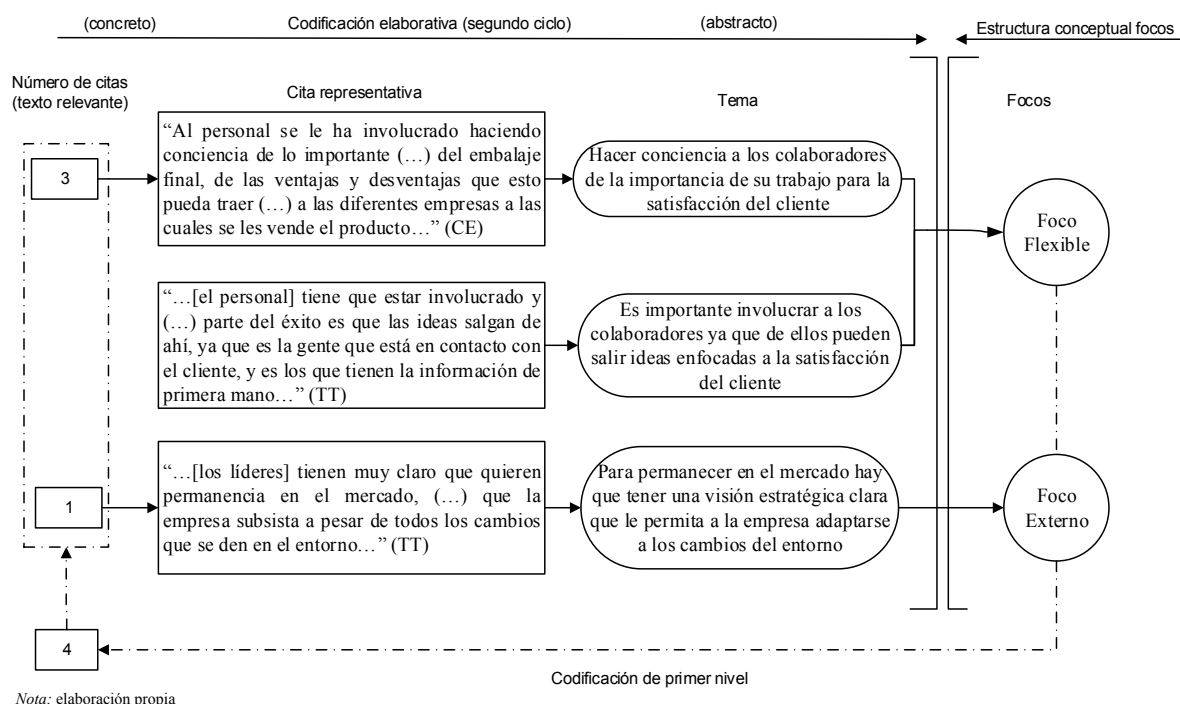 (concreto)
Codificación elaborativa (segundo ciclo)
(abstracto)
Estructura conceptual focos
Número de citas
(texto relevante)
Cita representativa
Tema
Focos
3
“Al personal se le ha involucrado haciendo
conciencia de lo importante (…) del embalaje
final, de las ventajas y desventajas que esto
pueda traer (…) a las diferentes empresas a las
cuales se les vende el producto…” (CE)
Hacer conciencia a los colaboradores
de la importancia de su trabajo para la
satisfacción del cliente
Foco
Flexible
“…[el personal] tiene que estar involucrado y
(…) parte del éxito es que las ideas salgan de
ahí, ya que es la gente que está en contacto con
el cliente, y es los que tienen la información de
primera mano…” (TT)
Es importante involucrar a los
colaboradores ya que de ellos pueden
salir ideas enfocadas a la satisfacción
del cliente
1
“…[los líderes] tienen muy claro que quieren
permanencia en el mercado, (…) que la
empresa subsista a pesar de todos los cambios
que se den en el entorno…” (TT)
Para permanecer en el mercado hay
que tener una visión estratégica clara
que le permita a la empresa adaptarse
a los cambios del entorno
Foco
Externo
4
Codificación de primer nivel
Nota: elaboración propia